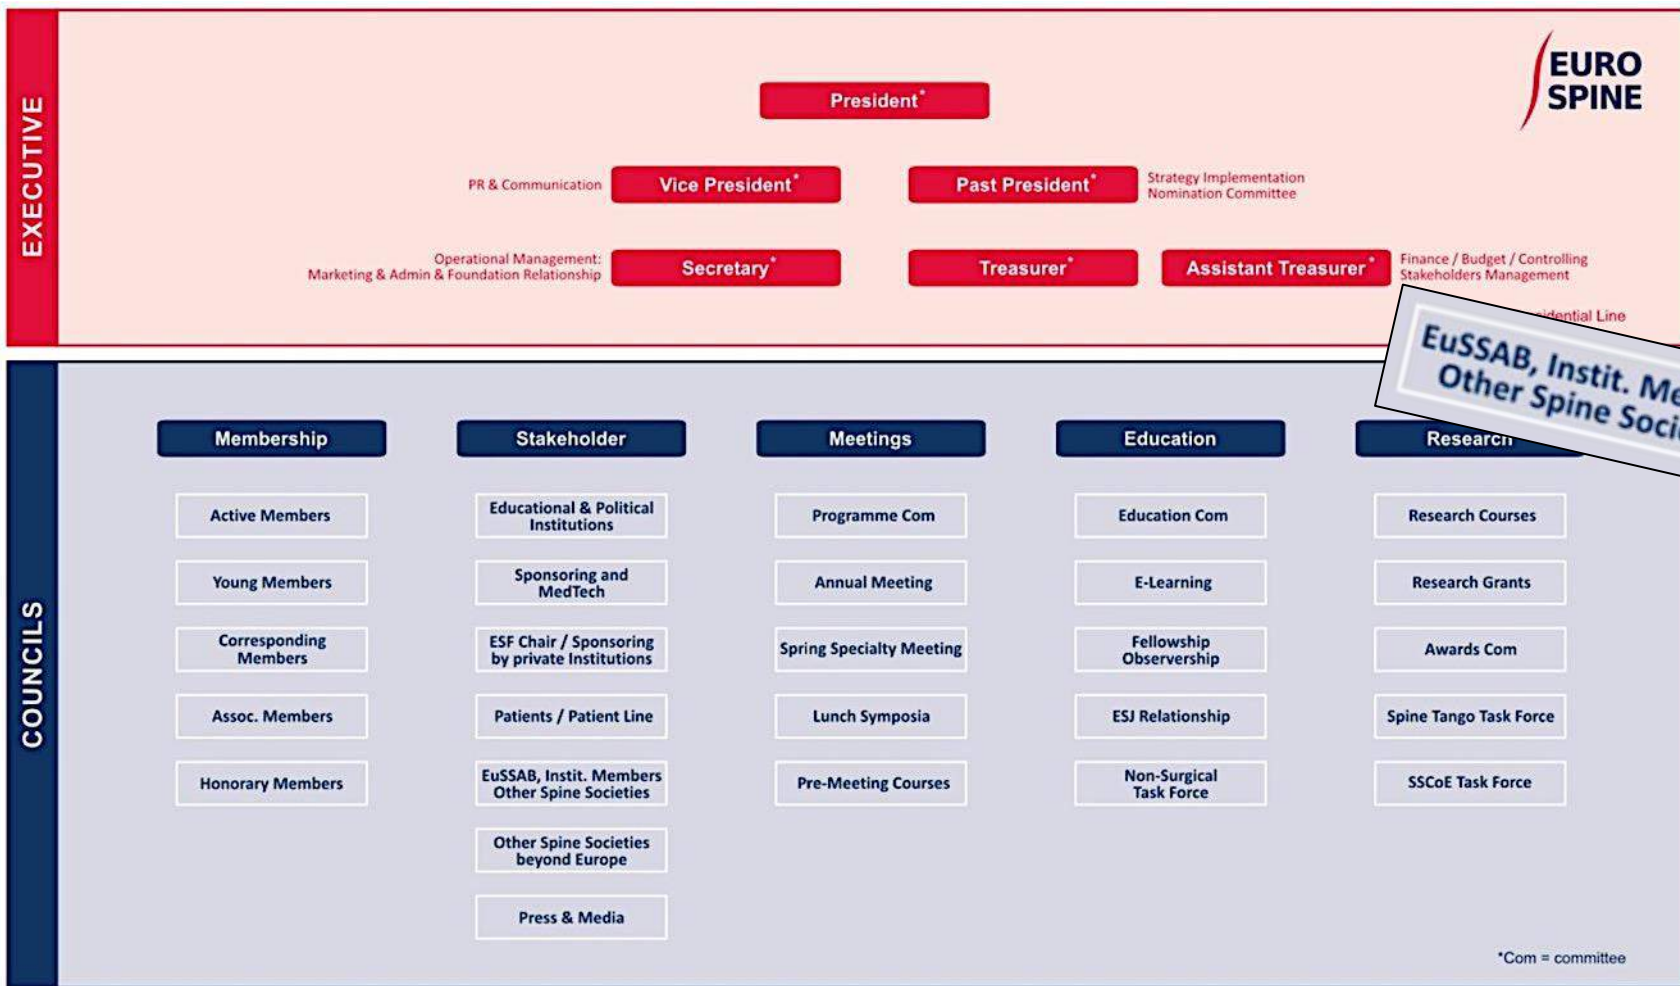 EXECUTIVE
EURO
SPINE
President*
PR & Communication
Vice President*
Past President*
Strategy Implementation
Nomination Committee
Operational Management:
Marketing & Admin & Foundation Relationship
Secretary*
Treasurer*
Assistant Treasurer*
Finance / Budget / Controlling
Stakeholders Management
Line
EuSSAB, Instit.
Other Spine
COUNCILS
Membership
Active Members
Young Members
Corresponding
Members
Assoc. Members
Honorary Members
Stakeholder
Educational & Political
Institutions
Sponsoring and
MedTech
ESF Chair / Sponsoring
by private Institutions
Patients / Patient Line
EuSSAB, Instit. Members
Other Spine Societies
Other Spine Societies
beyond Europe
Press & Media
Meetings
Programme Com
Annual Meeting
Spring Specialty Meeting
Lunch Symposia
Pre-Meeting Courses
Education
Education Com
E-Learning
Fellowship
Observership
ESJ Relationship
Non-Surgical
Task Force
Research
Research Courses
Research Grants
Awards Com
Spine Tango Task Force
SSCoE Task Force
*Com = committee